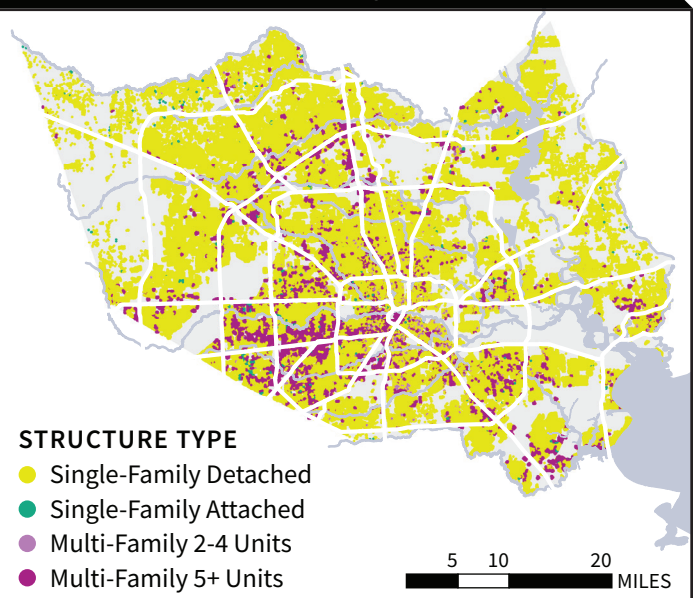 STRUCTURE TYPE
Single-Family Detached
Single-Family Attached
Multi-Family 2-4 Units
Multi-Family 5+ Units
5 10 20
MILES